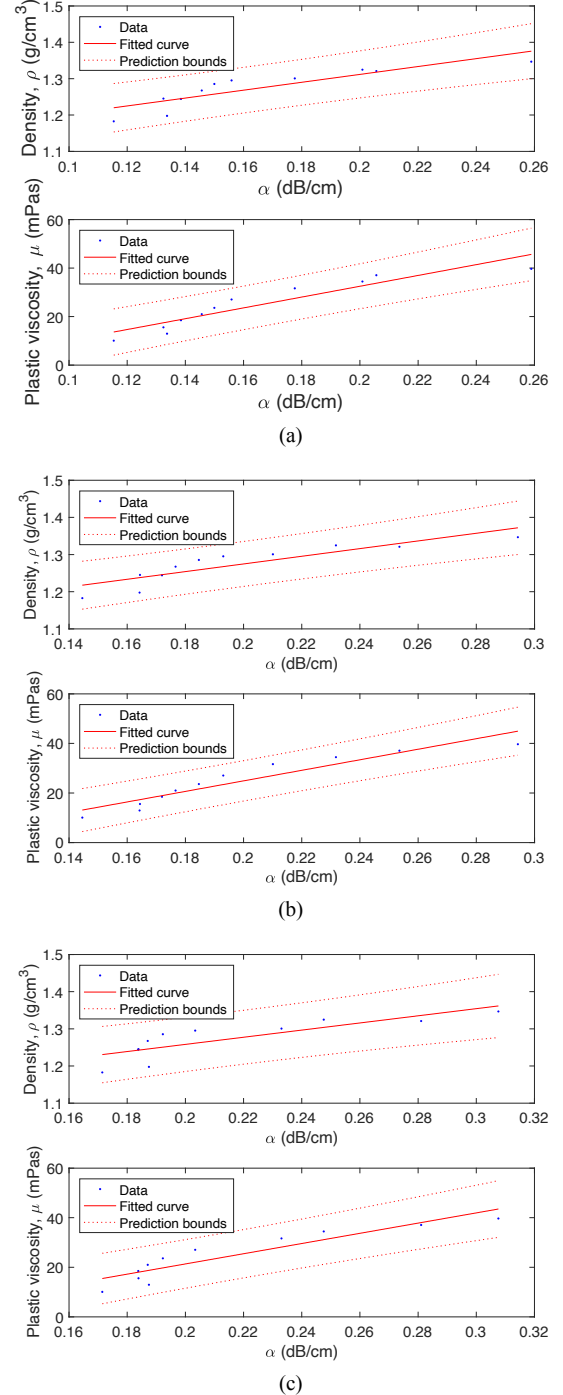 1.5
1.4
1.3
1.2
1.1
Density, ρ (g/cm³)
Data
Fitted curve
Prediction bounds
0.1 0.12 0.14 0.16 0.18 0.2 0.22 0.24 0.26
α (dB/cm)
60
40
20
0
Plastic viscosity, μ (mPas)
Data
Fitted curve
Prediction bounds
0.1 0.12 0.14 0.16 0.18 0.2 0.22 0.24 0.26
α (dB/cm)
(a)
1.5
1.4
1.3
1.2
1.1
Density, ρ (g/cm³)
Data
Fitted curve
Prediction bounds
0.14 0.16 0.18 0.2 0.22 0.24 0.26 0.28 0.3
α (dB/cm)
60
40
20
0
Plastic viscosity, μ (mPas)
Data
Fitted curve
Prediction bounds
0.14 0.16 0.18 0.2 0.22 0.24 0.26 0.28 0.3
α (dB/cm)
(b)
1.5
1.4
1.3
1.2
1.1
Density, ρ (g/cm³)
Data
Fitted curve
Prediction bounds
0.16 0.18 0.2 0.22 0.24 0.26 0.28 0.3 0.32
α (dB/cm)
60
40
20
0
Plastic viscosity, μ (mPas)
Data
Fitted curve
Prediction bounds
0.16 0.18 0.2 0.22 0.24 0.26 0.28 0.3 0.32
α (dB/cm)
(c)